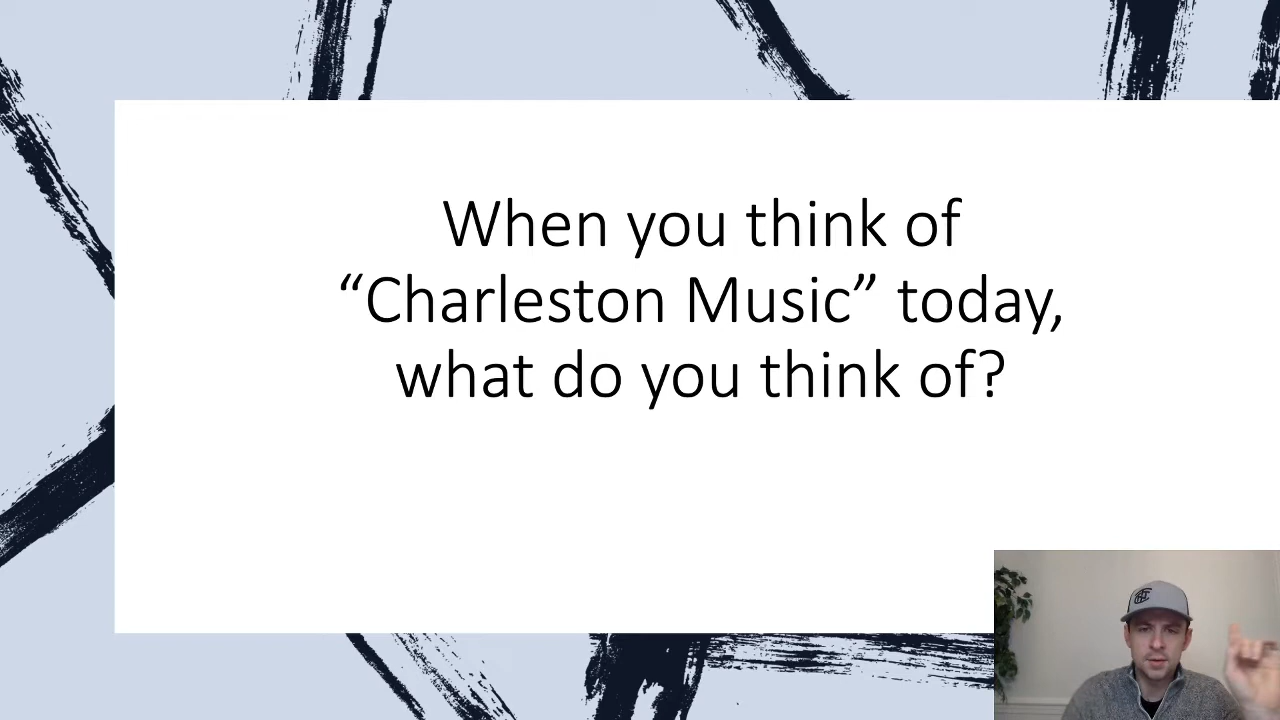 When you think of
“Charleston Music” today,
what do you think of?